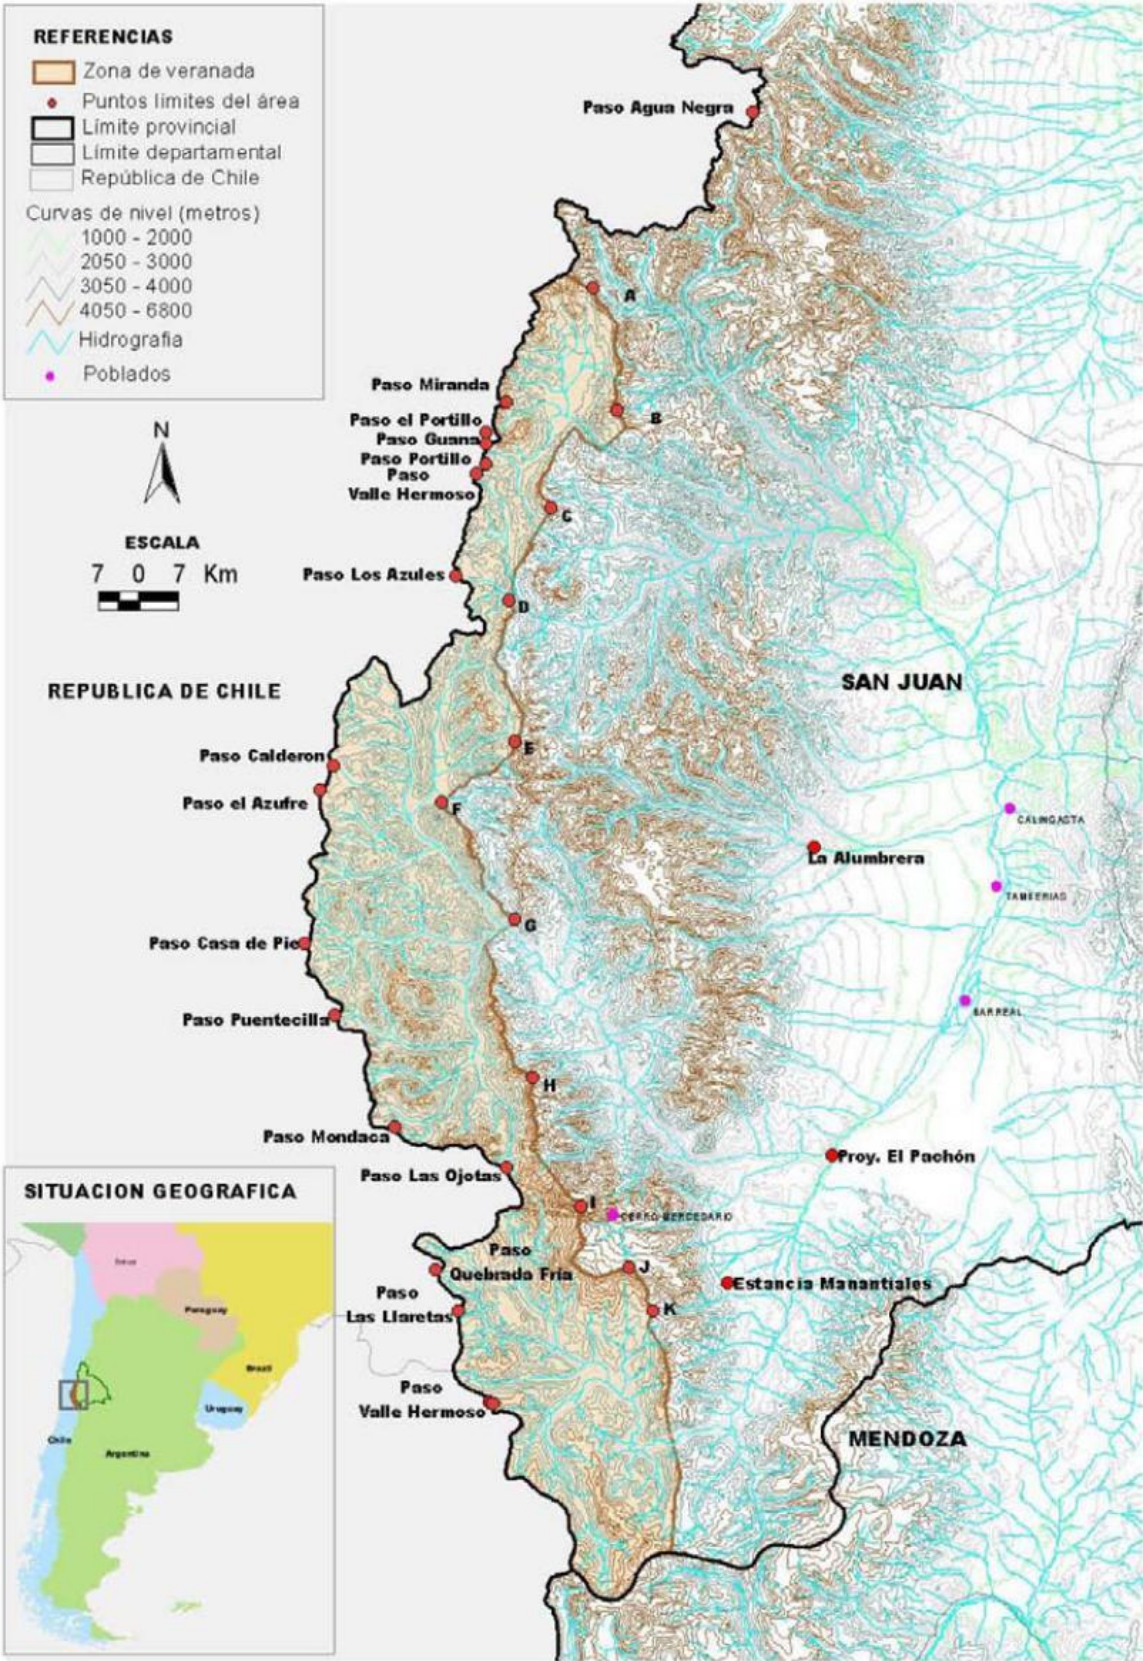 REFERENCIAS
Zona de veranada
Puntos límites del área
Límite provincial
Límite departamental
República de Chile
Curvas de nivel (metros)
1000 - 2000
2050 - 3000
3050 - 4000
4050 - 6800
Hidrografia
Poblados
N
ESCALA
7 0 7 Km
Paso Agua Negra
A
Paso Miranda
B
Paso el Portillo
Paso Guana
Paso Portillo
Paso
Valle Hermoso
C
Paso Los Azules
D
REPUBLICA DE CHILE
SAN JUAN
E
Paso Calderon
Paso el Azufre
F
CALINGASTA
La Alumbrera
TAMBERIAS
G
Paso Casa de Pie
BARREAL
Paso Puentecilla
H
Paso Mondaca
Proy. El Pachón
Paso Las Ojotas
I
CERRO MERCEDARIO
Paso
Quebrada Fría
J
Estancia Manantiales
Paso
Las Llaretas
K
Paso
Valle Hermoso
MENDOZA
SITUACION GEOGRAFICA
Paraguay
Brazil
Uruguay
Chile
Argentina